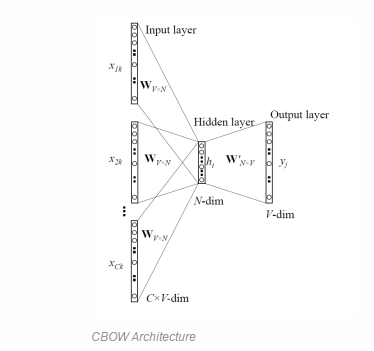 Input layer
x1k
WV×N
Hidden layer
Output layer
x2k
WV×N
hi
W'N×V
yj
N-dim
V-dim
WV×N
xCk
C×V-dim
CBOW Architecture